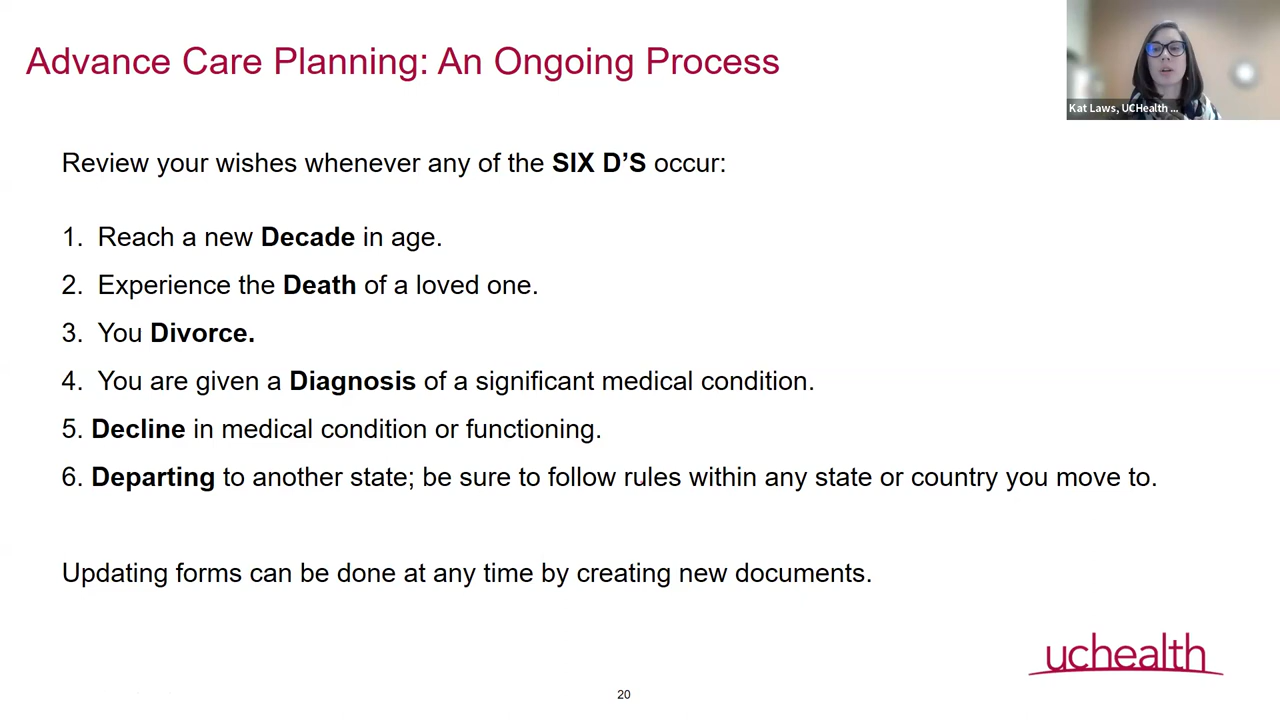 Advance Care Planning: An Ongoing Process
Kat Laws, UCHealth ...
Review your wishes whenever any of the SIX D’S occur:
1. Reach a new Decade in age.
2. Experience the Death of a loved one.
3. You Divorce.
4. You are given a Diagnosis of a significant medical condition.
5. Decline in medical condition or functioning.
6. Departing to another state; be sure to follow rules within any state or country you move to.
Updating forms can be done at any time by creating new documents.
uchealth
20